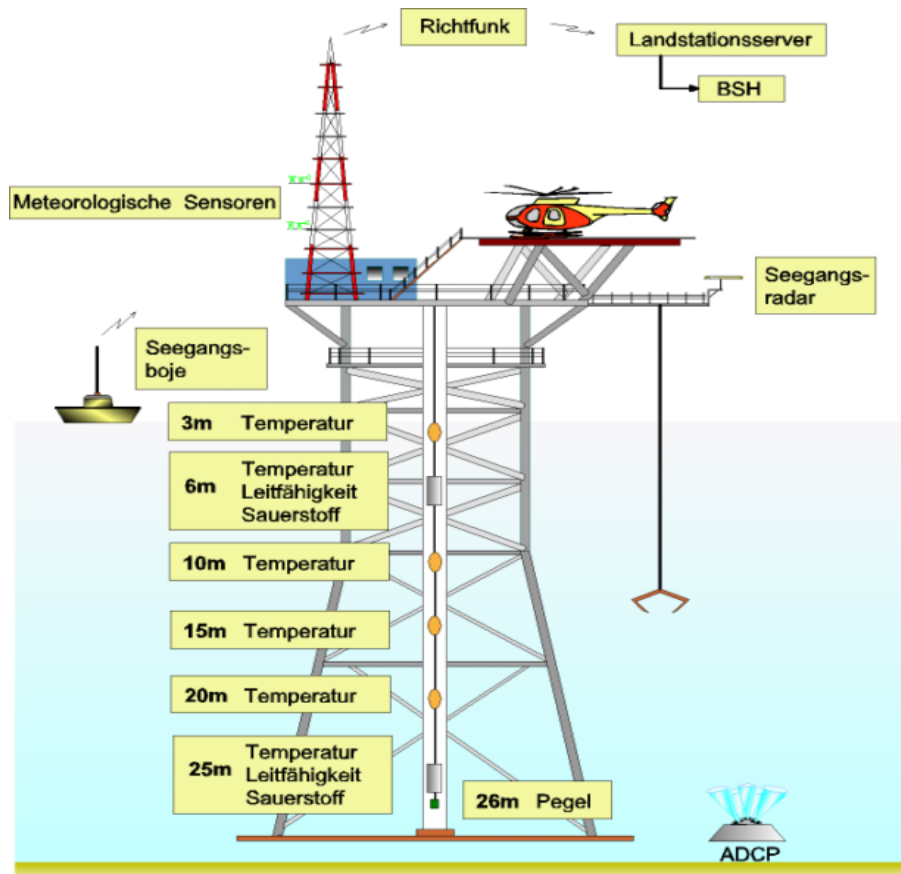 Richtfunk
Landstationsserver
BSH
Meteorologische Sensoren
Seegangs-
radar
Seegangs-
boje
3m Temperatur
Temperatur
6m Leitfähigkeit
Sauerstoff
10m Temperatur
15m Temperatur
20m Temperatur
Temperatur
25m Leitfähigkeit
Sauerstoff
26m Pegel
ADCP